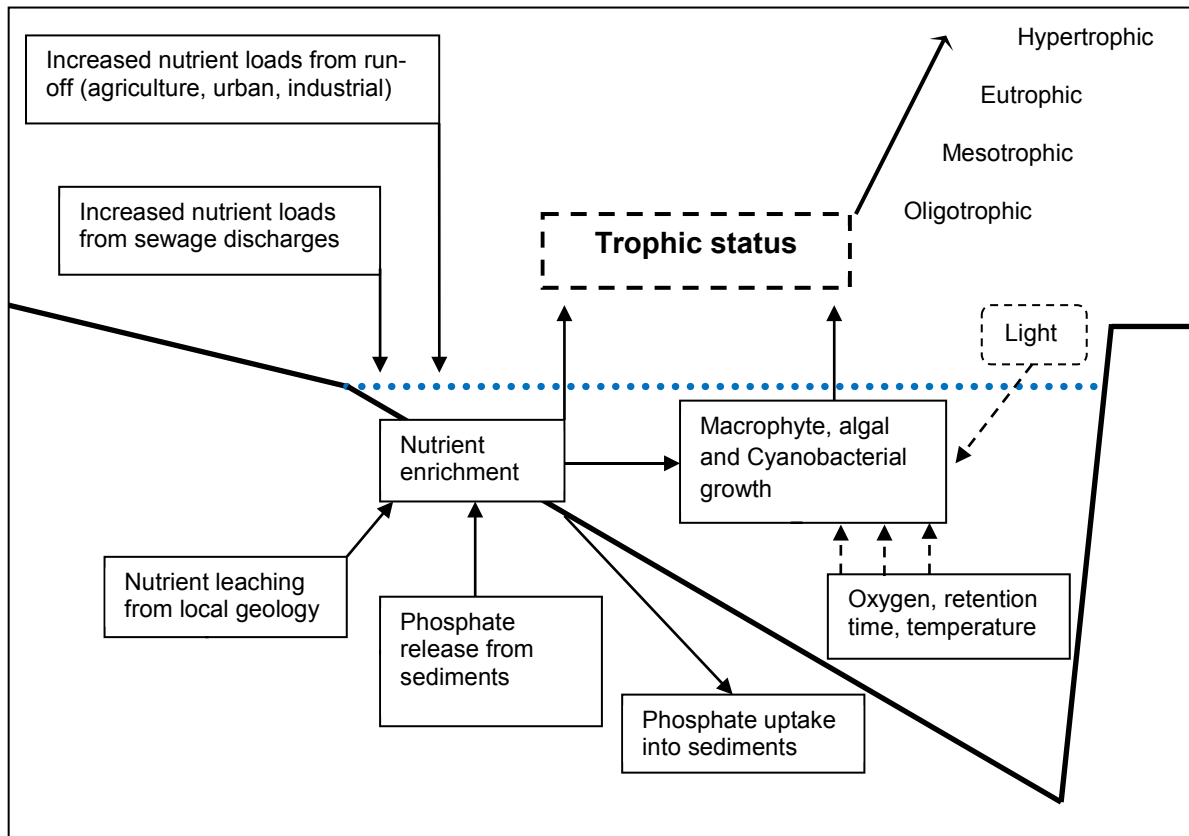 Increased nutrient loads from run-
off (agriculture, urban, industrial)
Hypertrophic
Eutrophic
Mesotrophic
Oligotrophic
Increased nutrient loads
from sewage discharges
Trophic status
Light
Nutrient
enrichment
Macrophyte, algal
and Cyanobacterial
growth
Nutrient leaching
from local geology
Phosphate
release from
sediments
Oxygen, retention
time, temperature
Phosphate uptake
into sediments